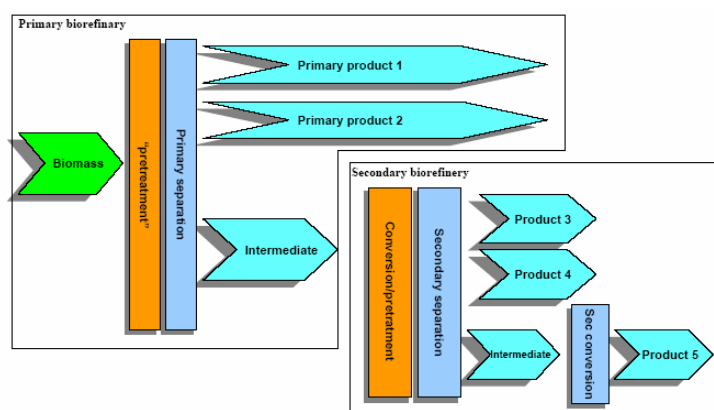 Primary biorefinary
Primary product 1
Primary product 2
Biomass
"pretreatment"
Primary separation
Intermediate
Secondary biorefinery
Conversion/pretratment
Secondary separation
Product 3
Product 4
Intermediate
Sec conversion
Product 5